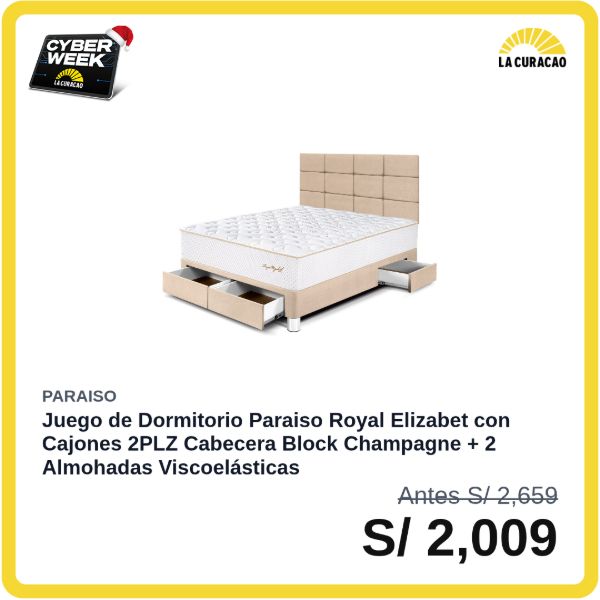 CYBER
WEEK
LA CURACAO
LA CURACAO
PARAISO
Juego de Dormitorio Paraiso Royal Elizabet con
Cajones 2PLZ Cabecera Block Champagne + 2
Almohadas Viscoelásticas
Antes S/ 2,659
S/ 2,009